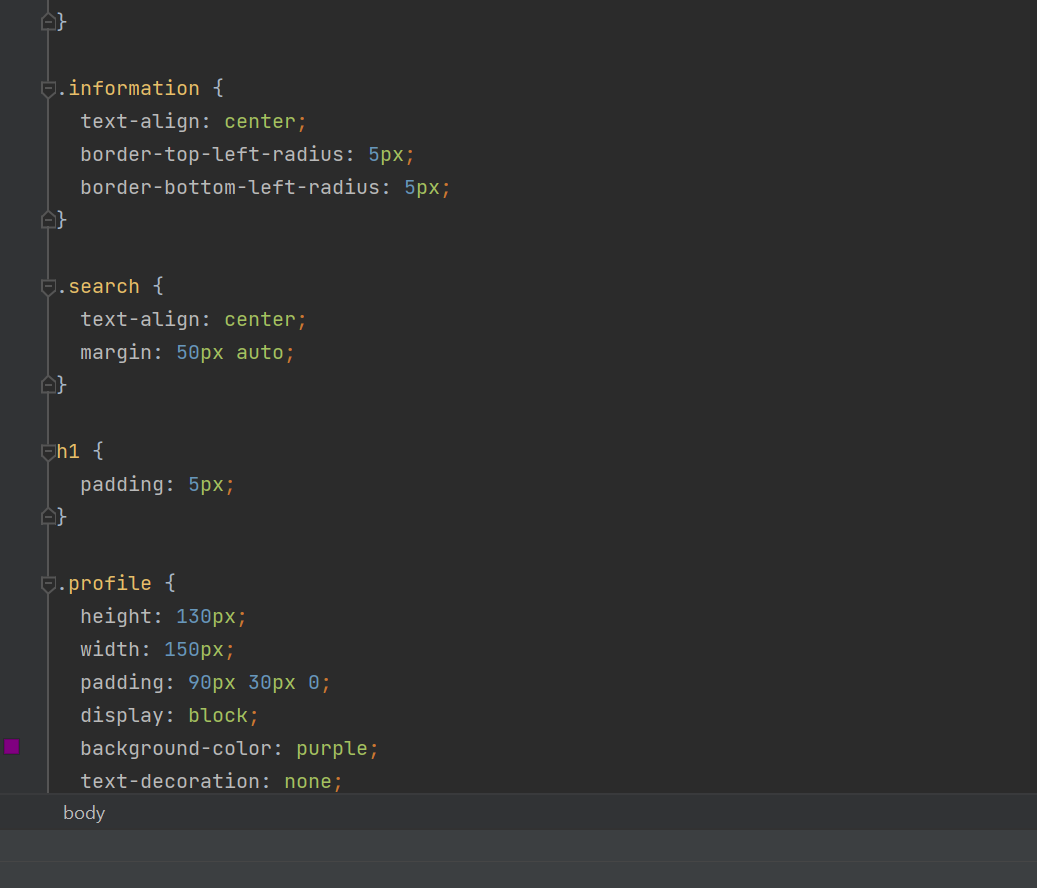 }
.information {
  text-align: center;
  border-top-left-radius: 5px;
  border-bottom-left-radius: 5px;
}
.search {
  text-align: center;
  margin: 50px auto;
}
h1 {
  padding: 5px;
}
.profile {
  height: 130px;
  width: 150px;
  padding: 90px 30px 0;
  display: block;
  background-color: purple;
  text-decoration: none;
body